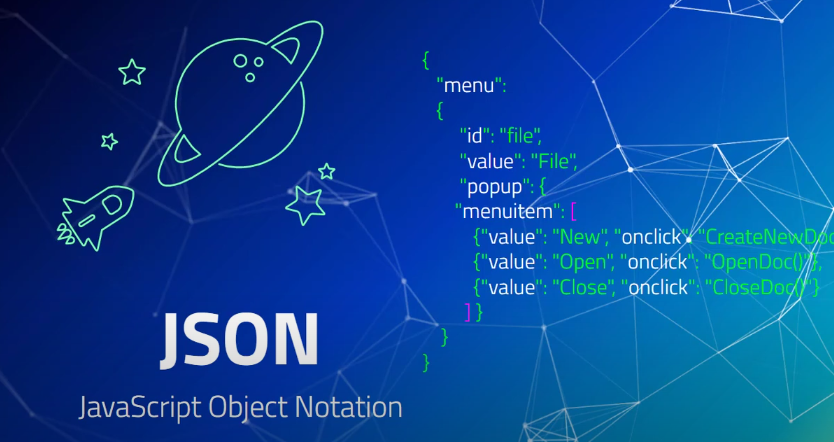 {
"menu":
{
"id": "file",
"value": "File",
"popup": {
"menuitem": [
{"value": "New", "onclick": "CreateNewDoc
{"value": "Open", "onclick": "OpenDoc()"},
{"value": "Close", "onclick": "CloseDoc()"}
] }
}
}
JSON
JavaScript Object Notation